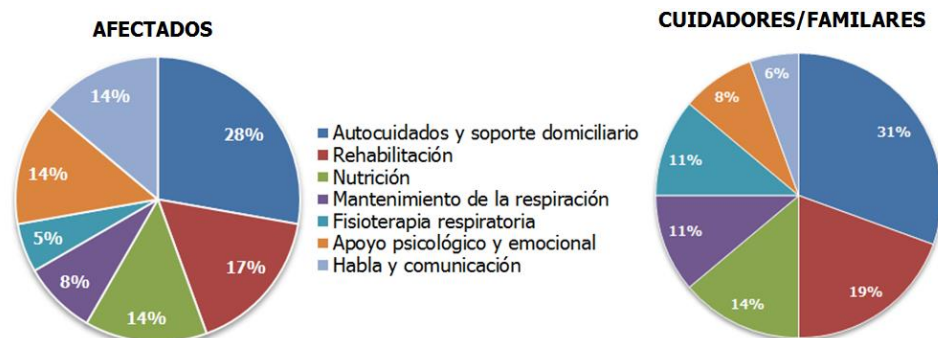 AFECTADOS
28%
17%
14%
8%
5%
14%
14%
Autocuidados y soporte domiciliario
Rehabilitación
Nutrición
Mantenimiento de la respiración
Fisioterapia respiratoria
Apoyo psicológico y emocional
Habla y comunicación
CUIDADORES/FAMILARES
31%
19%
14%
11%
11%
8%
6%